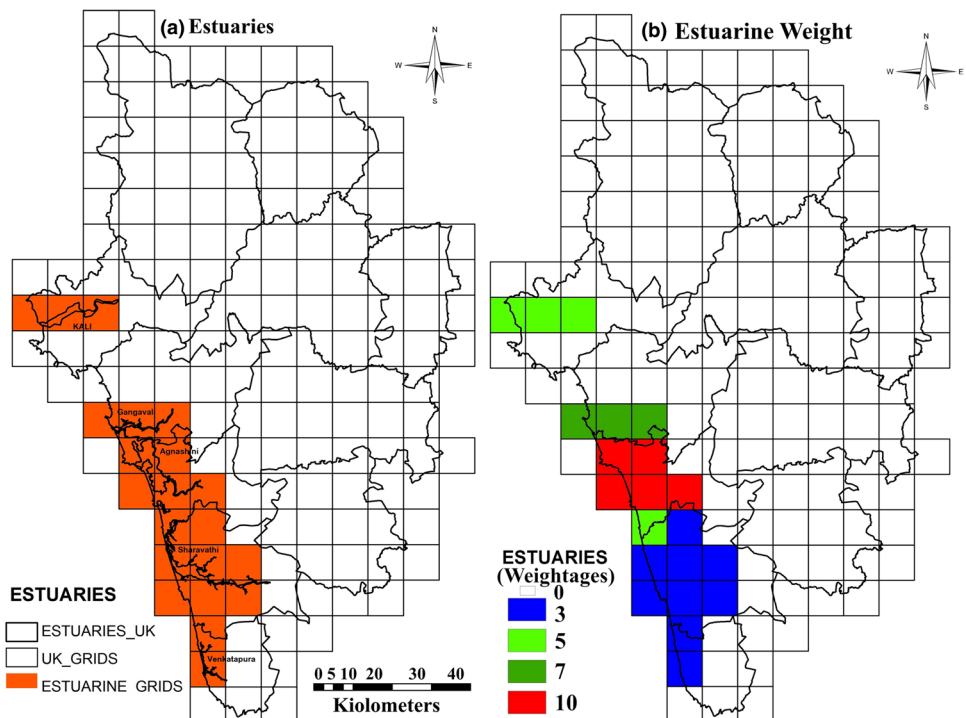 (a) Estuaries
N
W E
S
KALI
Gangavali
Agnashini
Sharavathi
Venkatapura
ESTUARIES
ESTUARIES_UK
UK_GRIDS
ESTUARINE GRIDS
0 5 10 20 30 40
Kiolometers
(b) Estuarine Weight
N
W E
S
ESTUARIES
(Weightages)
0
3
5
7
10